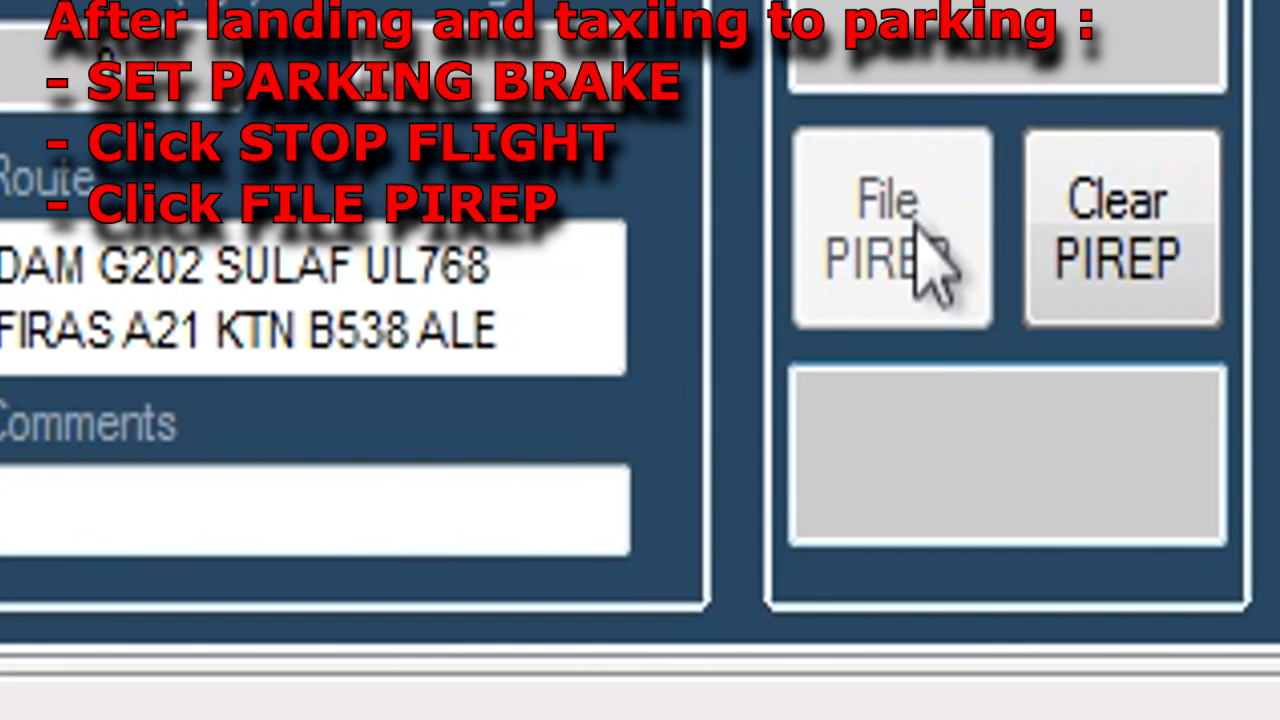 After landing and taxiing to parking :
- SET PARKING BRAKE
- Click STOP FLIGHT
- Click FILE PIREP
Route
DAM G202 SULAF UL768
FIRAS A21 KTN B538 ALE
Comments
File
PIREP
Clear
PIREP